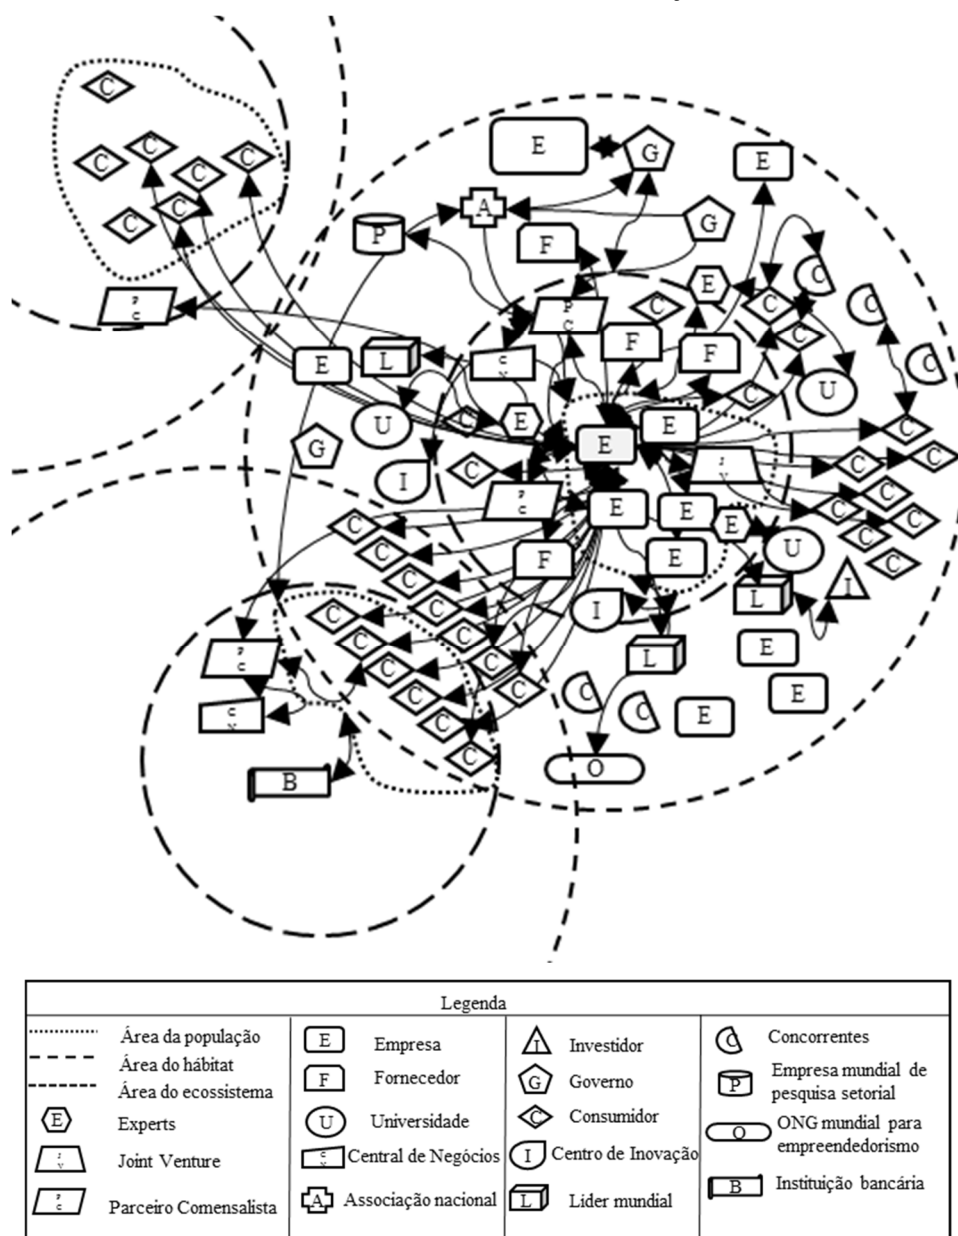 C
C
C
C
C
C
C
E
G
E
A
P
F
G
P
C
C
E
C
C
C
P
C
F
C
F
E
L
C
V
C
U
C
U
C
E
E
C
G
E
J
V
C
C
C
I
P
C
E
E
E
C
C
C
C
C
U
C
C
F
E
C
L
I
C
C
I
C
C
C
C
L
E
P
C
C
C
C
C
E
C
V
C
C
E
C
C
O
B
Legenda
Área da população
Área do hábitat
Área do ecossistema
E Experts
J
V Joint Venture
P
C Parceiro Comensalista
E Empresa
F Fornecedor
U Universidade
C
V Central de Negócios
A Associação nacional
I Investidor
G Governo
C Consumidor
I Centro de Inovação
L Líder mundial
C Concorrentes
P Empresa mundial de
pesquisa setorial
O ONG mundial para
empreendedorismo
B Instituição bancária